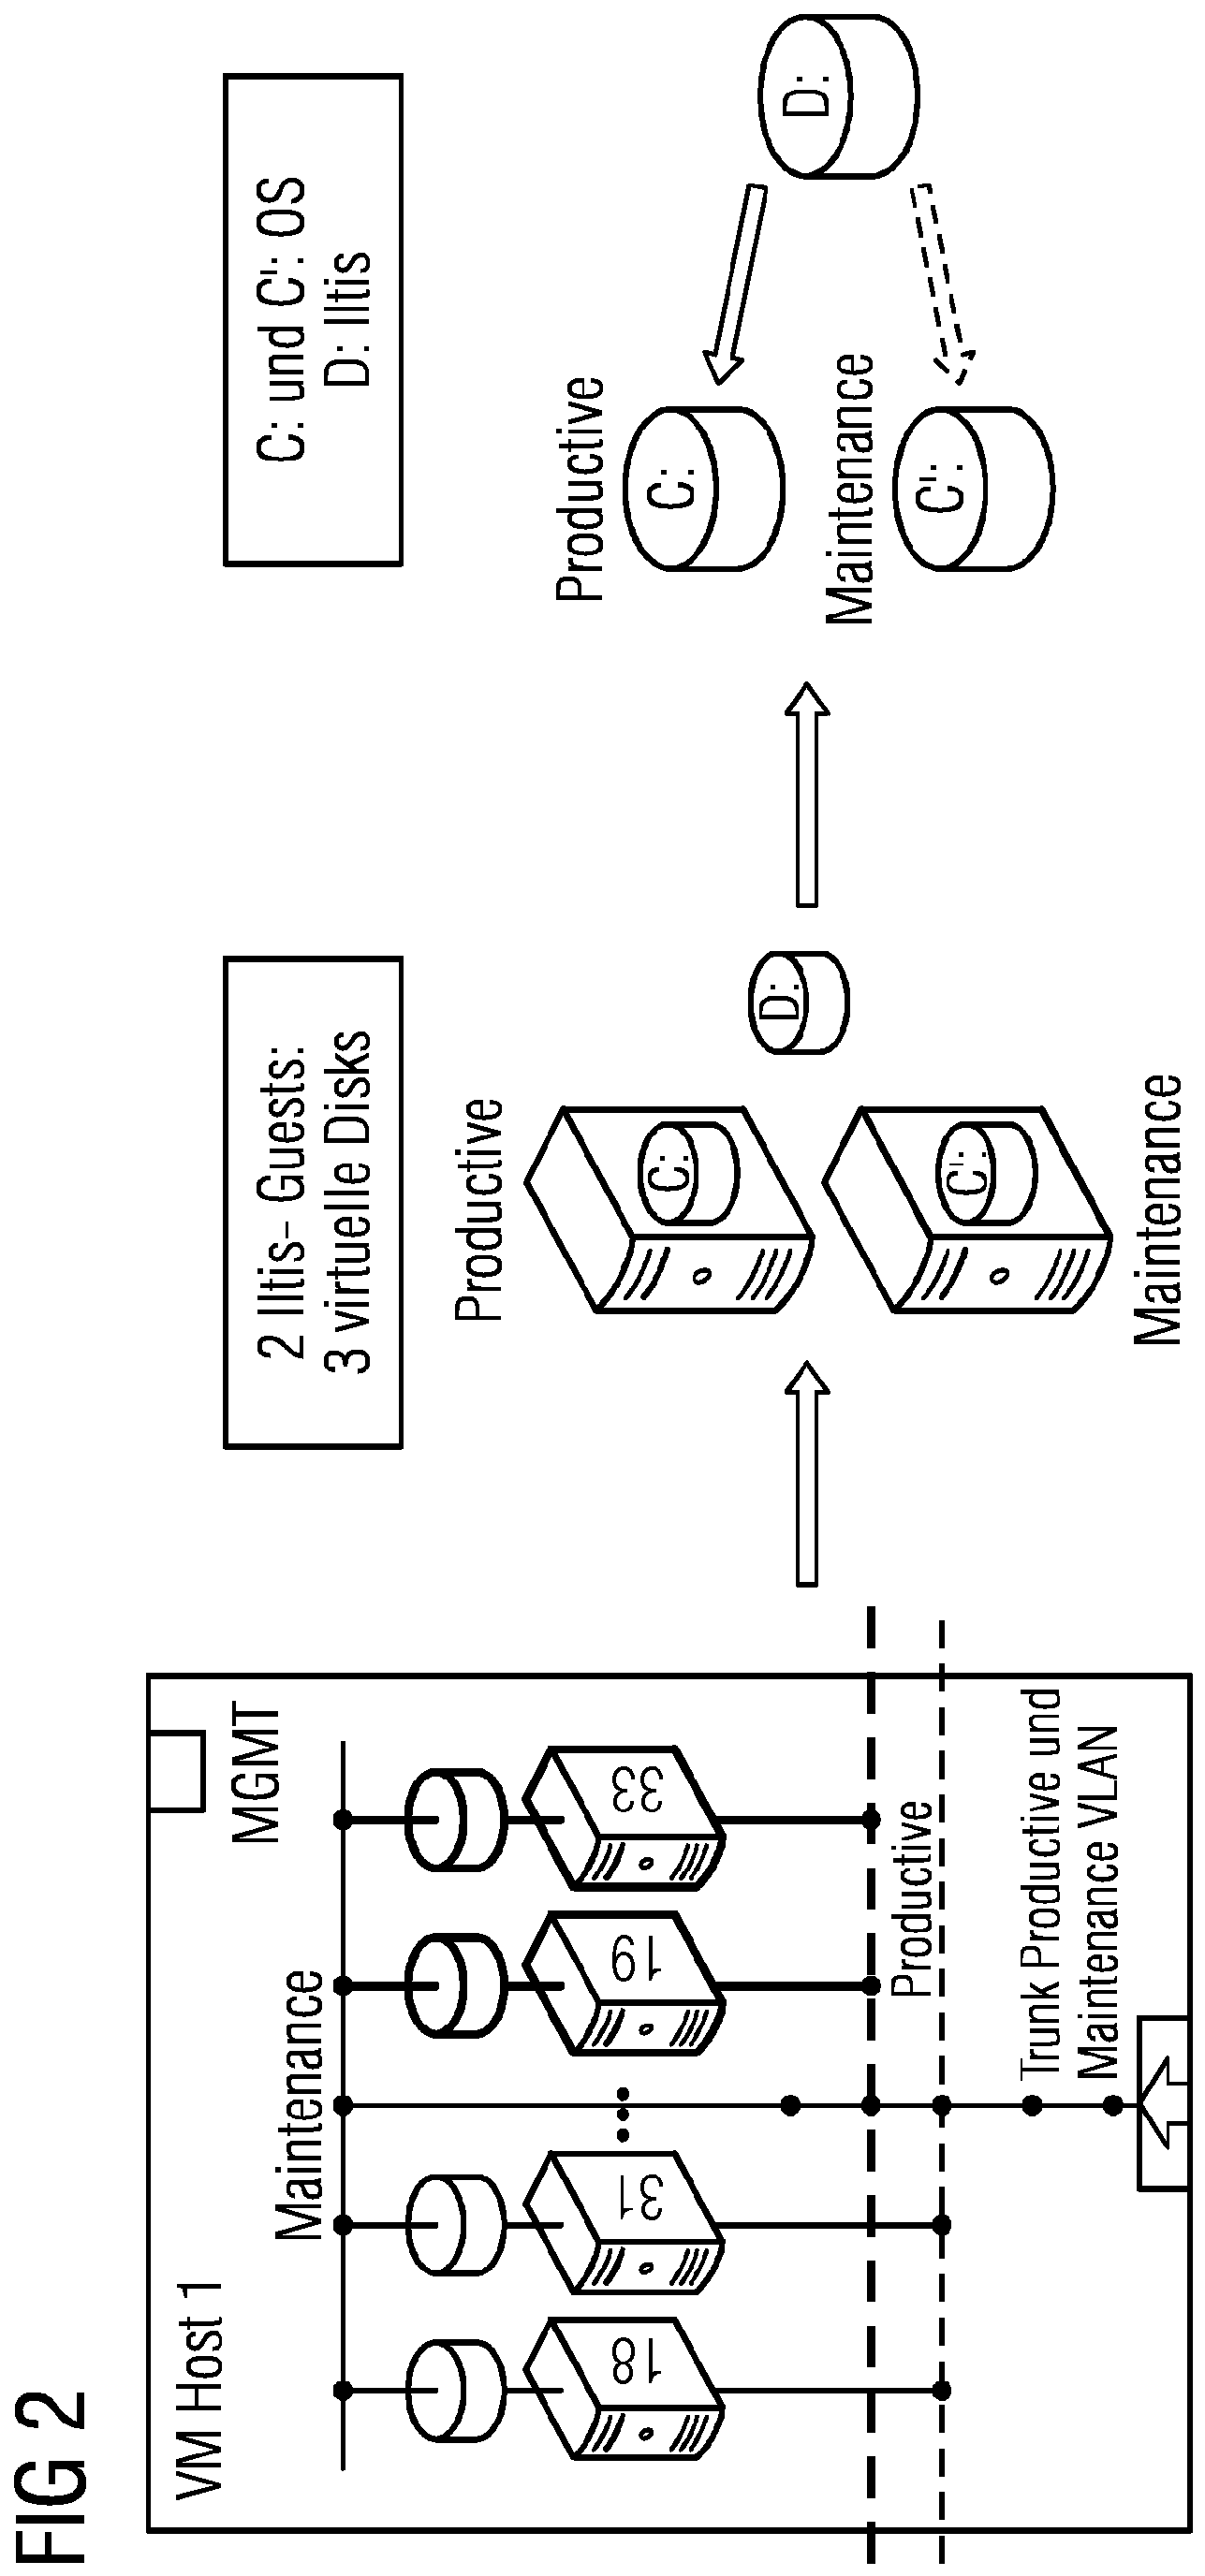 FIG 2
VM Host 1
MGMT
Maintenance
18
31
19
33
Productive
Trunk Productive und
Maintenance VLAN
2 Iltis- Guests:
3 virtuelle Disks
Productive
C:
D:
C':
Maintenance
C: und C': OS
D: Iltis
Productive
C:
D:
Maintenance
C':